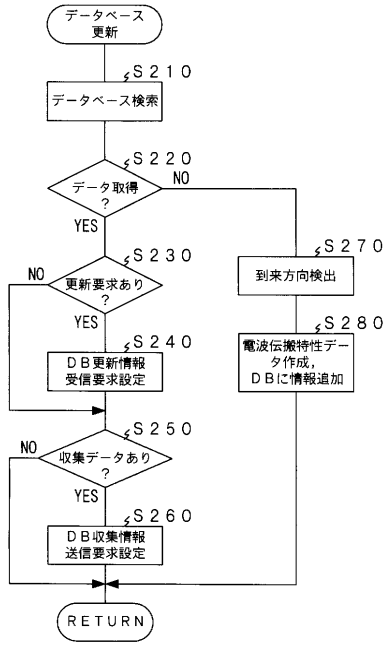 データベース
更新
S210
データベース検索
S220
データ取得
?
NO
YES
S230
更新要求あり
?
NO
YES
S240
DB更新情報
受信要求設定
S250
収集データあり
?
NO
YES
S260
DB収集情報
送信要求設定
S270
到来方向検出
S280
電波伝搬特性デー
タ作成,
DBに情報追加
RETURN